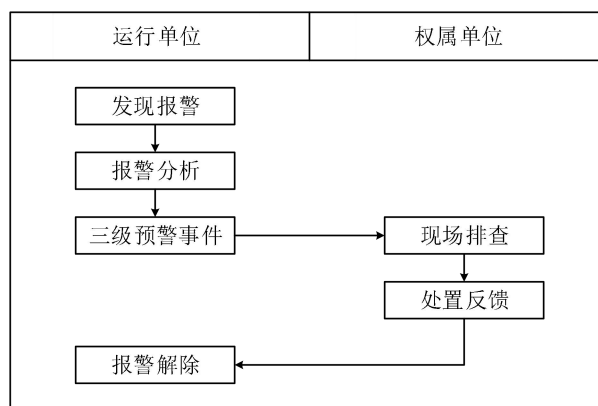 运行单位 权属单位
发现报警
报警分析
三级预警事件 现场排查
处置反馈
报警解除